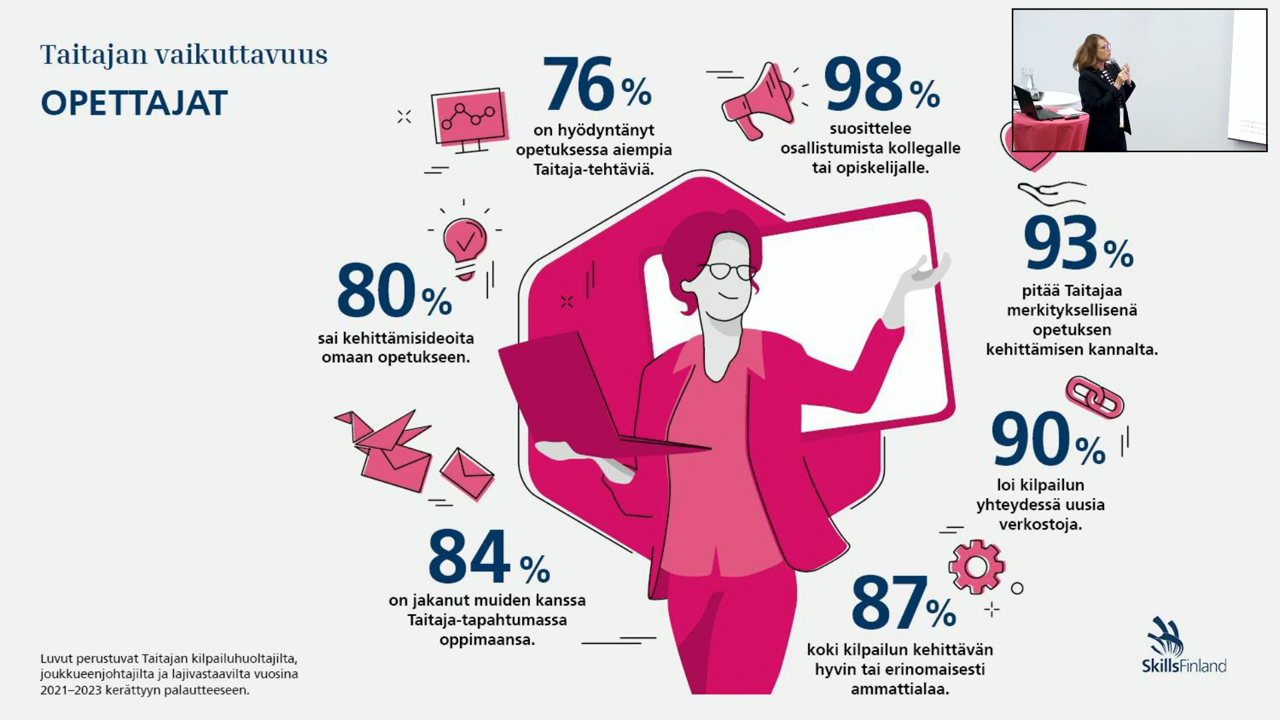 Taitajan vaikuttavuus
OPETTAJAT
76 %
on hyödyntänyt
opetuksessa aiempia
Taitaja-tehtäviä.
98 %
suosittelee
osallistumista kollegalle
tai opiskelijalle.
80 %
sai kehittämisideoita
omaan opetukseen.
93 %
pitää Taitajaa
merkityksellisenä
opetuksen
kehittämisen kannalta.
90 %
loi kilpailun
yhteydessä uusia
verkostoja.
84 %
on jakanut muiden kanssa
Taitaja-tapahtumassa
oppimaansa.
87%
koki kilpailun kehittävän
hyvin tai erinomaisesti
ammattialaa.
Luvut perustuvat Taitajan kilpailuhuoltajilta,
joukkueenjohtajilta ja lajivastaavilta vuosina
2021–2023 kerättyyn palautteeseen.
SkillsFinland